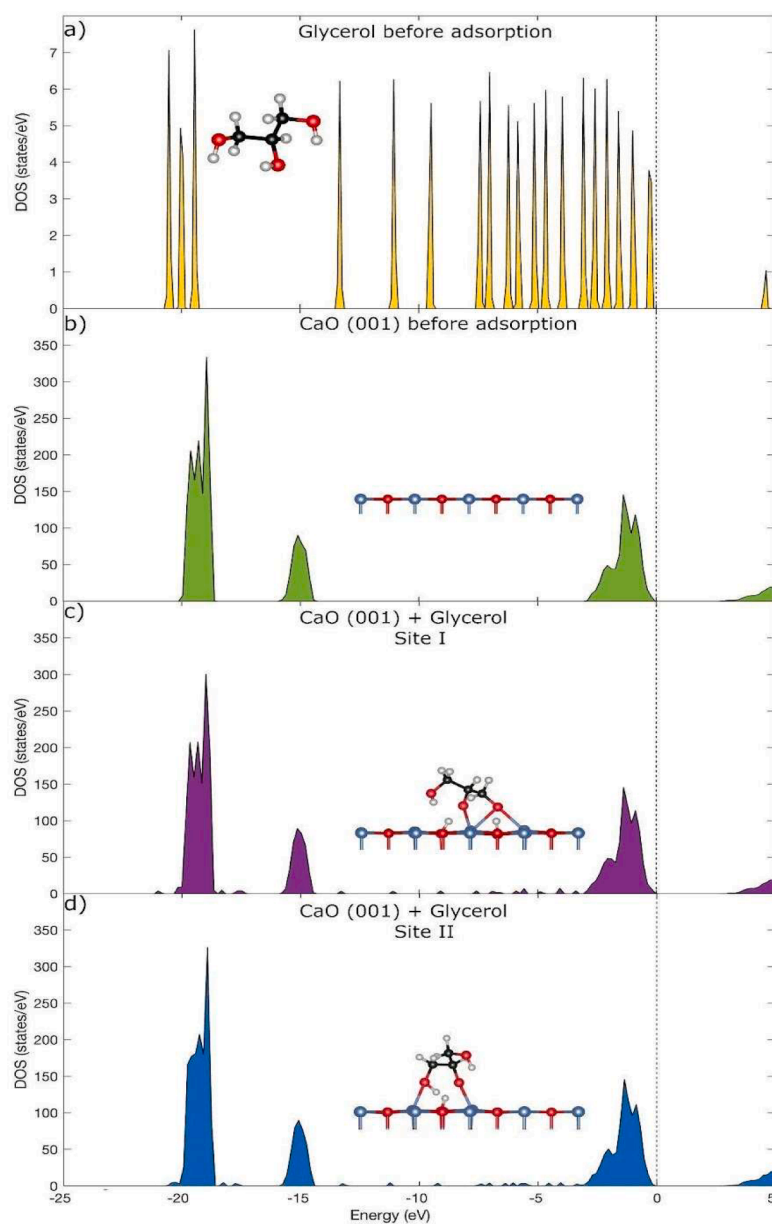 a)
Glycerol before adsorption
7
6
5
4
3
2
1
0
DOS (states/eV)
b)
CaO (001) before adsorption
350
300
250
200
150
100
50
0
DOS (states/eV)
c)
CaO (001) + Glycerol
Site I
350
300
250
200
150
100
50
0
DOS (states/eV)
d)
CaO (001) + Glycerol
Site II
350
300
250
200
150
100
50
0
DOS (states/eV)
-25 -20 -15 -10 -5 0 5
Energy (eV)